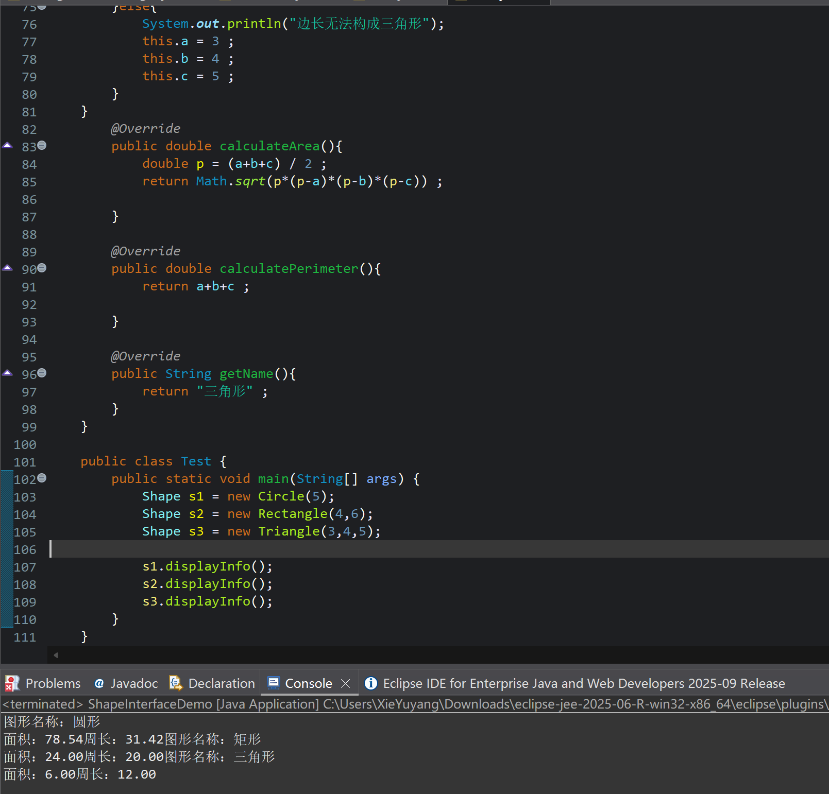 75 }else{
76 System.out.println("边长无法构成三角形");
77 this.a = 3 ;
78 this.b = 4 ;
79 this.c = 5 ;
80 }
81 }
82 @Override
83 public double calculateArea(){
84 double p = (a+b+c) / 2 ;
85 return Math.sqrt(p*(p-a)*(p-b)*(p-c)) ;
86
87 }
88
89 @Override
90 public double calculatePerimeter(){
91 return a+b+c ;
92
93 }
94
95 @Override
96 public String getName(){
97 return "三角形" ;
98 }
99 }
100
101 public class Test {
102 public static void main(String[] args) {
103 Shape s1 = new Circle(5);
104 Shape s2 = new Rectangle(4,6);
105 Shape s3 = new Triangle(3,4,5);
106
107 s1.displayInfo();
108 s2.displayInfo();
109 s3.displayInfo();
110 }
111 }
Problems @ Javadoc Declaration Console Eclipse IDE for Enterprise Java and Web Developers 2025-09 Release
<terminated> ShapeInterfaceDemo [Java Application] C:\Users\XieYuyang\Downloads\eclipse-jee-2025-06-R-win32-x86_64\eclipse\plugins\
图形名称：圆形
面积：78.54周长：31.42图形名称：矩形
面积：24.00周长：20.00图形名称：三角形
面积：6.00周长：12.00